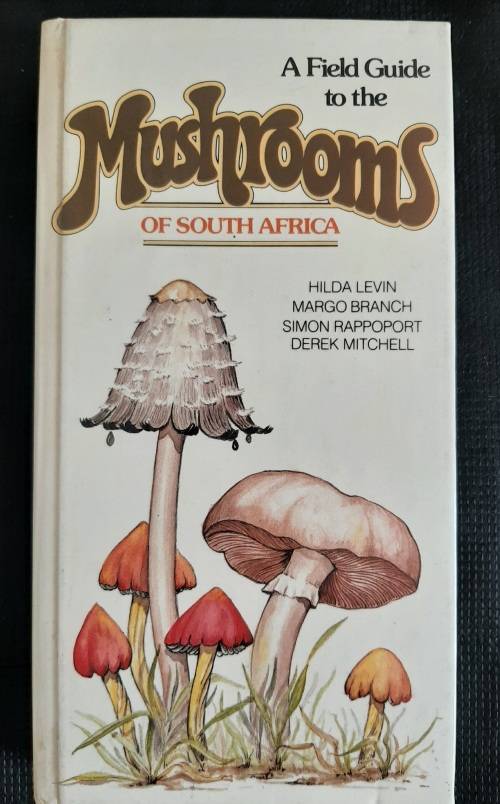 A Field Guide
to the
Mushrooms
OF SOUTH AFRICA
HILDA LEVIN
MARGO BRANCH
SIMON RAPPOPORT
DEREK MITCHELL